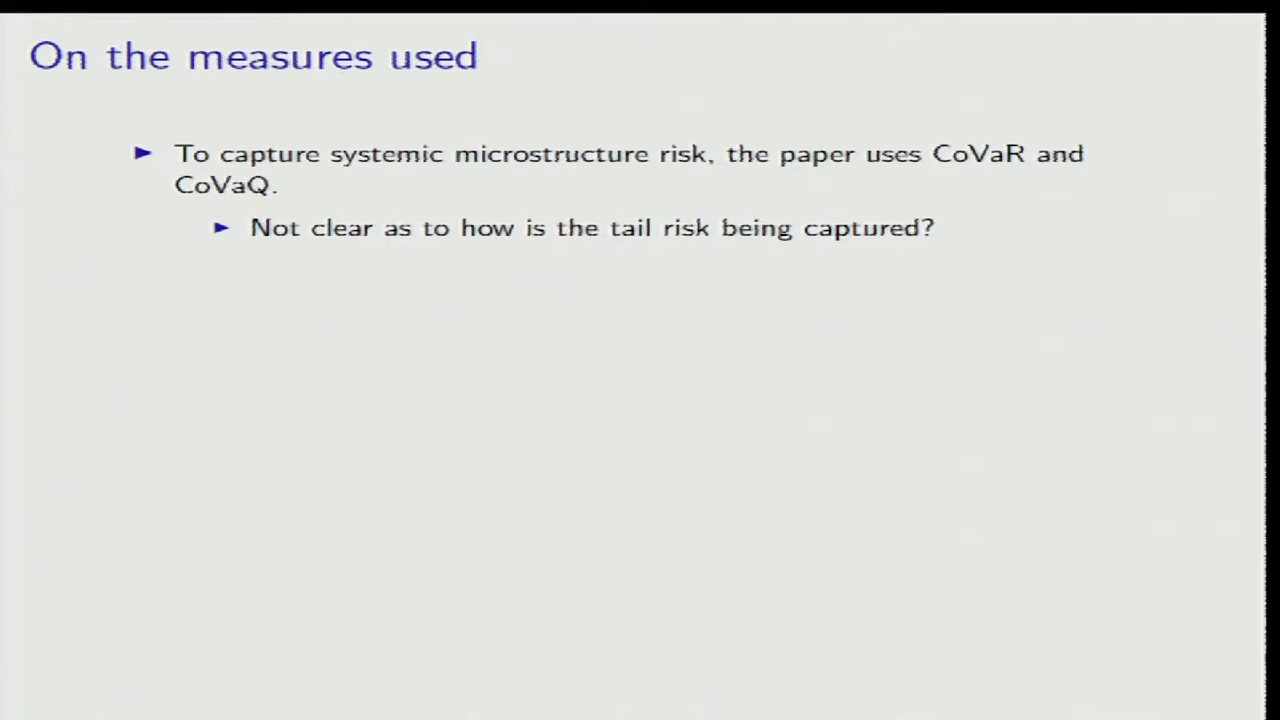 On the measures used
To capture systemic microstructure risk, the paper uses CoVaR and
CoVaQ.
Not clear as to how is the tail risk being captured?